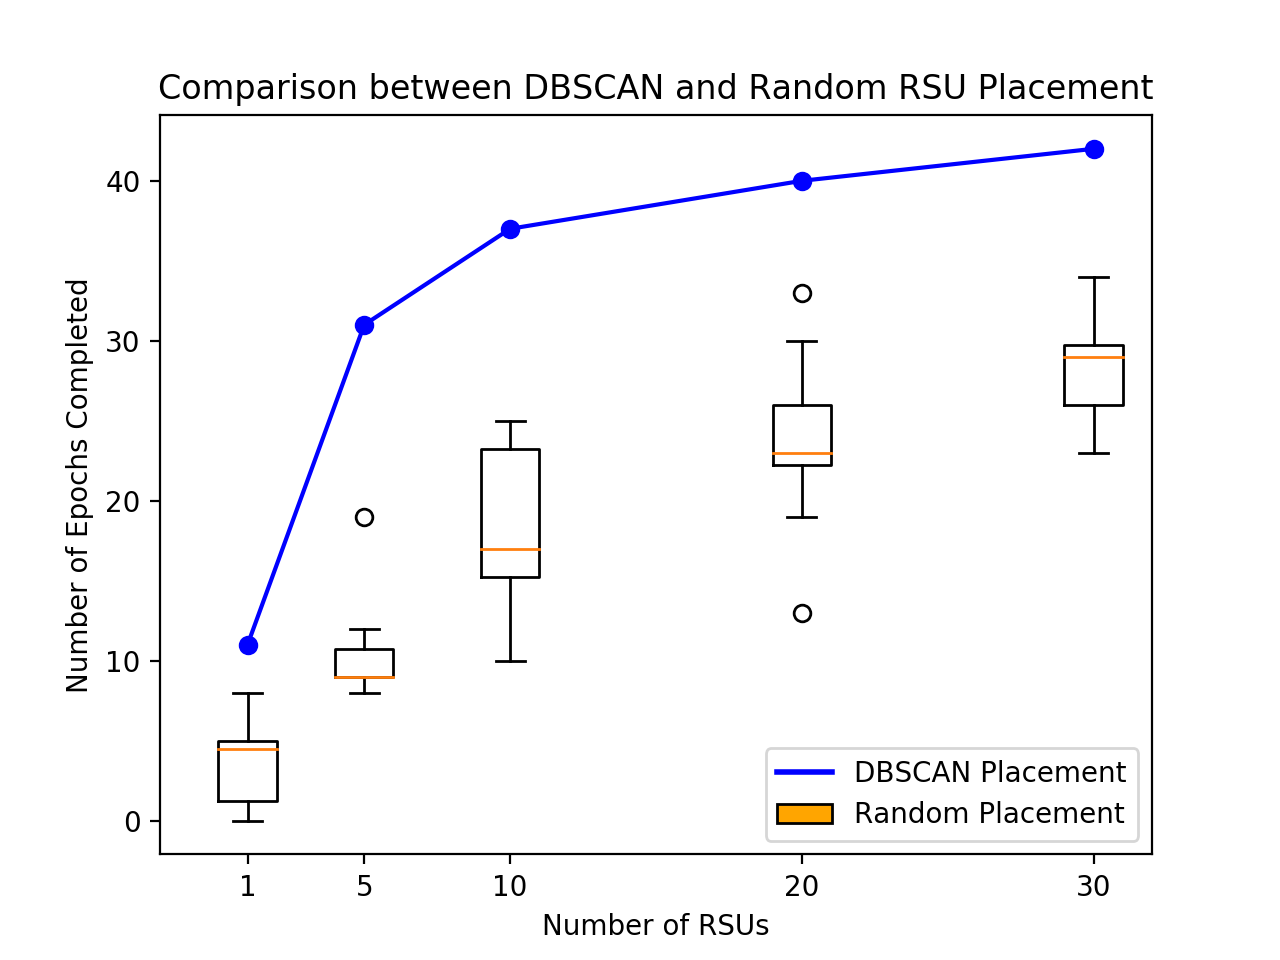 Comparison between DBSCAN and Random RSU Placement
Number of Epochs Completed
40
30
20
10
0
DBSCAN Placement
Random Placement
1 5 10 20 30
Number of RSUs